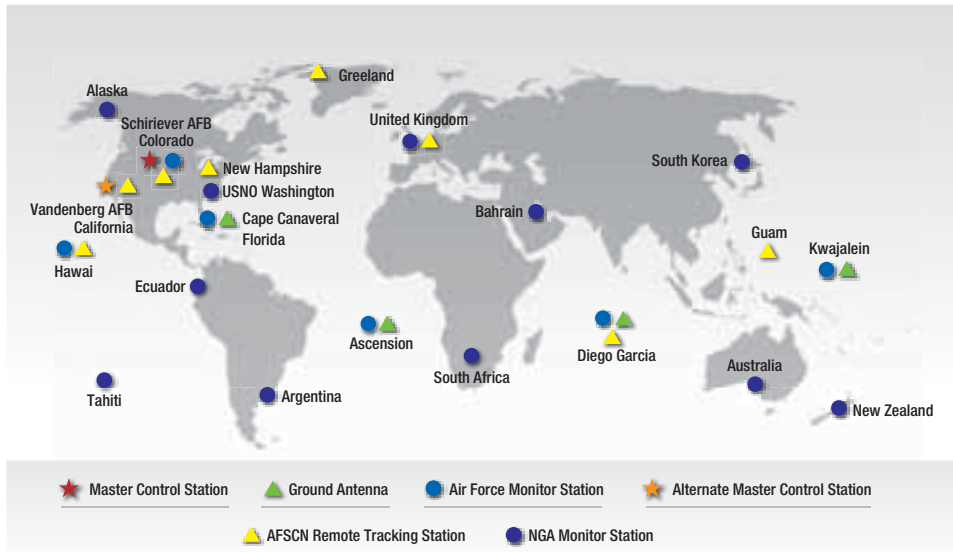 Greeland
Alaska
Schiriever AFB
Colorado
United Kingdom
South Korea
New Hampshire
USNO Washington
Vandenberg AFB
California
Cape Canaveral
Florida
Bahrain
Guam
Kwajalein
Hawai
Ecuador
Ascension
Diego Garcia
South Africa
Australia
Tahiti
Argentina
New Zealand
Master Control Station
Ground Antenna
Air Force Monitor Station
Alternate Master Control Station
AFSCN Remote Tracking Station
NGA Monitor Station